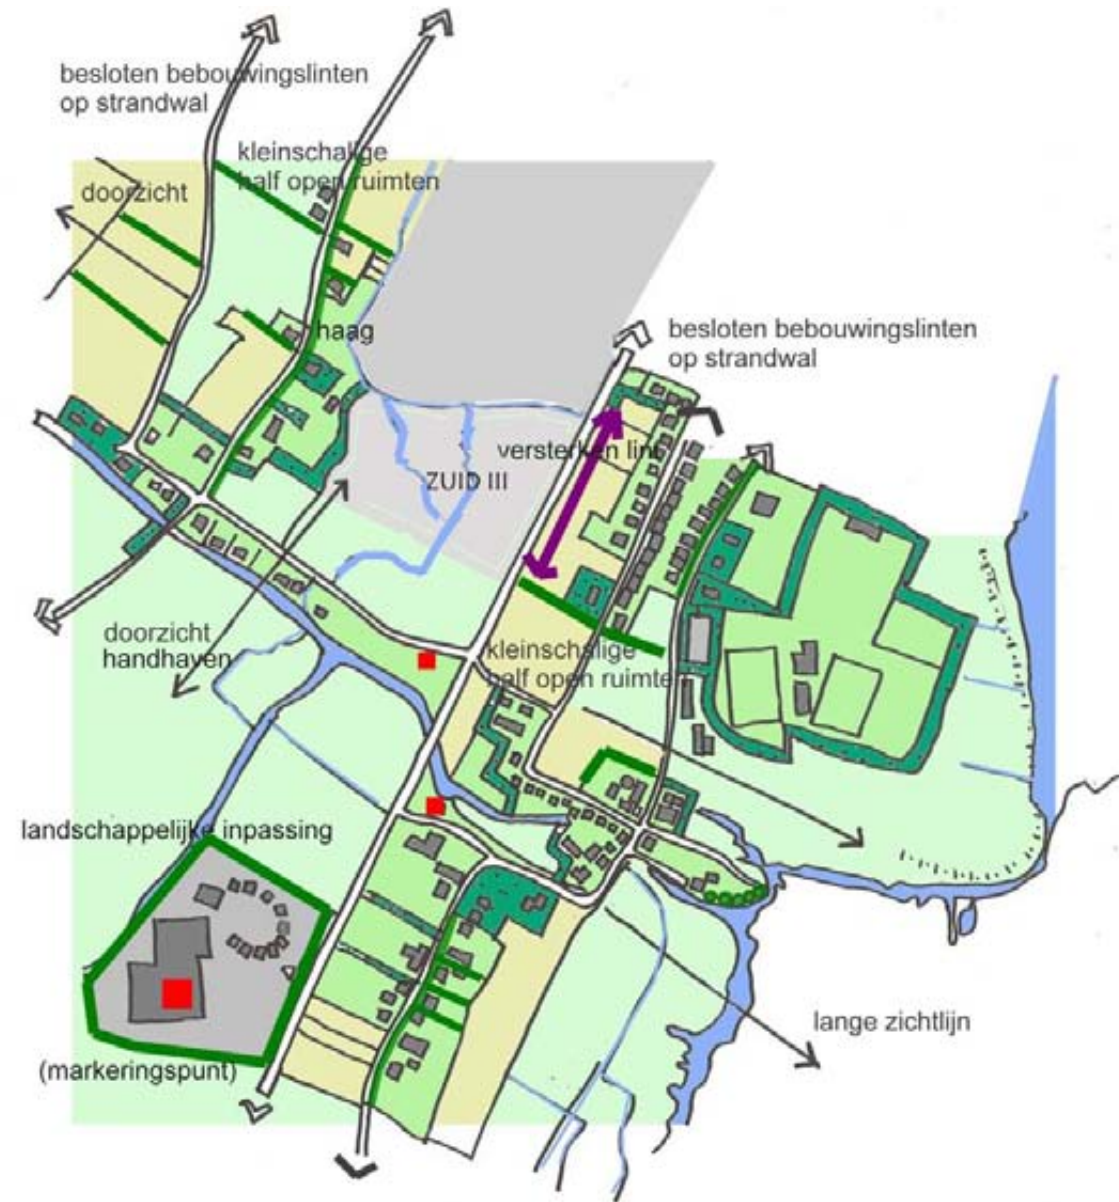 besloten bebouwingslinten
op strandwal
kleinschalige
half open ruimten
doorzicht
haag
besloten bebouwingslinten
op strandwal
versterken lint
ZUID III
doorzicht
handhaven
kleinschalige
half open ruimten
landschappelijke inpassing
lange zichtlijn
(markeringspunt)